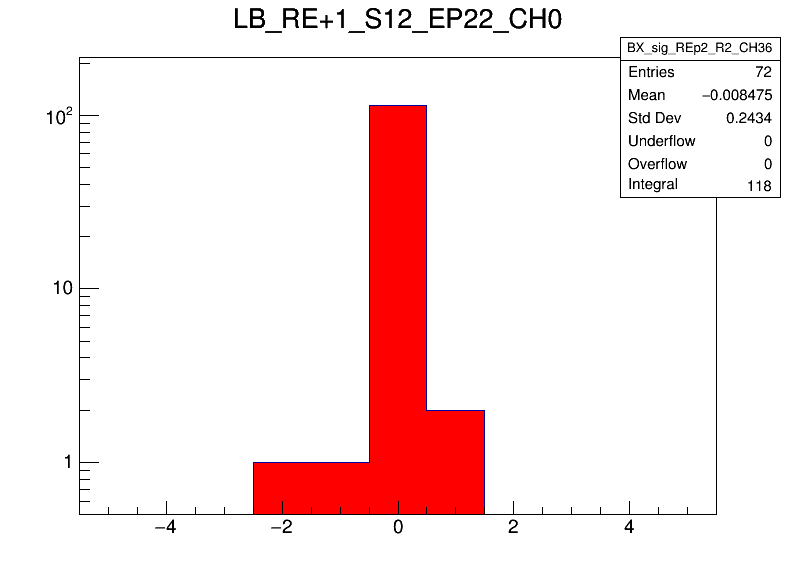 LB_RE+1_S12_EP22_CH0
BX_sig_REp2_R2_CH36
Entries 72
Mean −0.008475
Std Dev 0.2434
Underflow 0
Overflow 0
Integral 118
10²
10
1
−4 −2 0 2 4